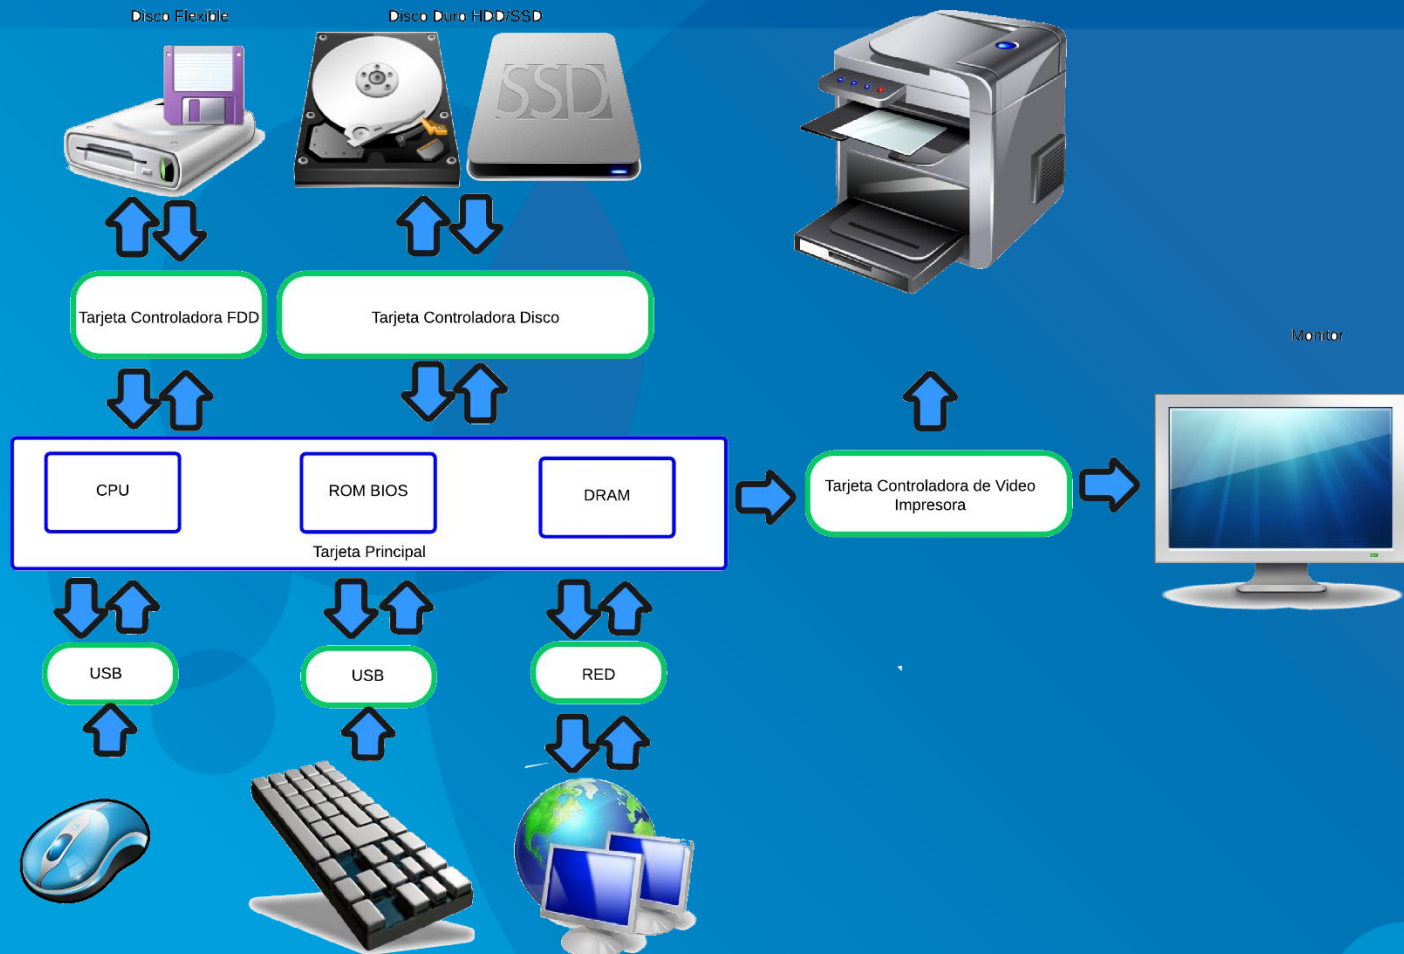 Disco Flexible
Disco Duro HDD/SSD
SSD
Tarjeta Controladora FDD
Tarjeta Controladora Disco
Monitor
CPU
ROM BIOS
DRAM
Tarjeta Principal
Tarjeta Controladora de Video
Impresora
USB
USB
RED